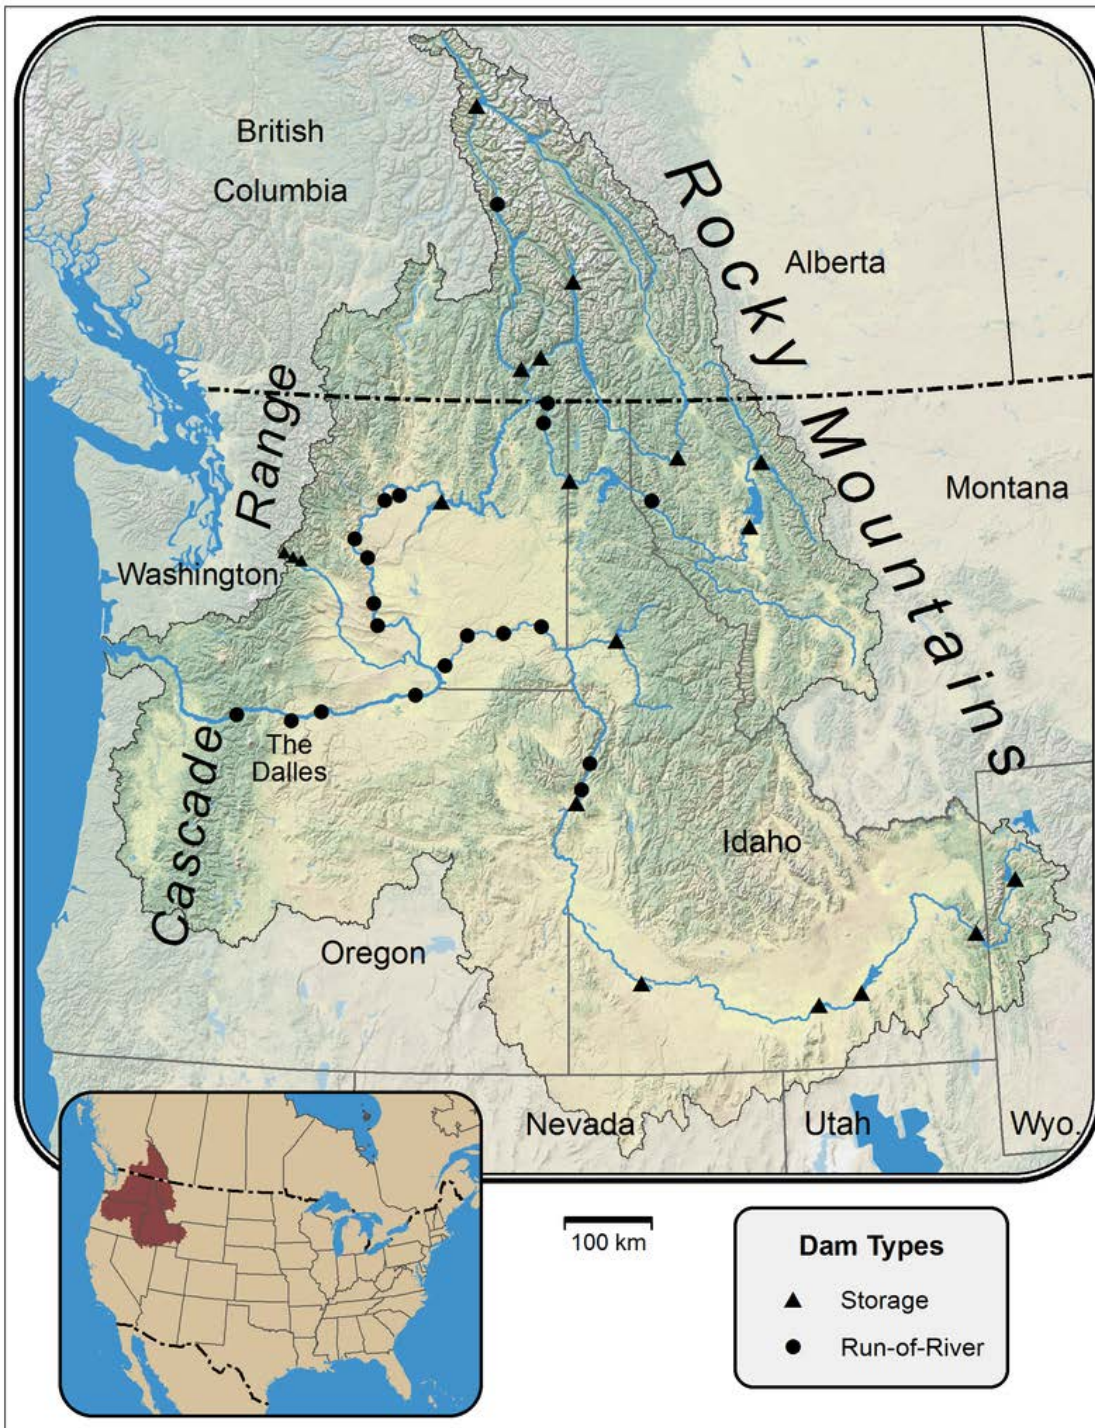 British
Columbia
Rocky
Alberta
Range
Mountains
Montana
Washington
The
Dalles
Cascade
Idaho
Oregon
Nevada
Utah
Wyo.
100 km
Dam Types
Storage
Run-of-River